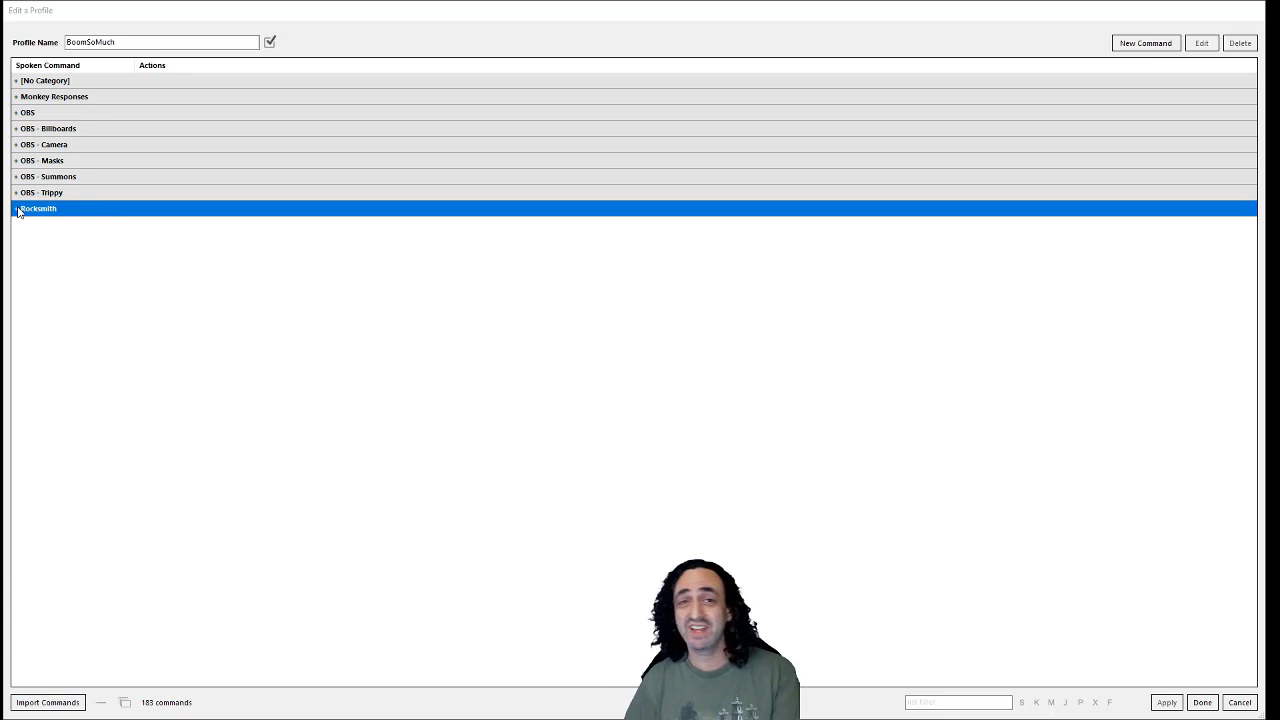 Edit a Profile
Profile Name BoomSoMuch New Command Edit Delete
Spoken Command Actions
[No Category]
Monkey Responses
OBS
OBS - Billboards
OBS - Camera
OBS - Masks
OBS - Summons
OBS - Trippy
Rocksmith
Import Commands 183 commands S K M J P X F Apply Done Cancel